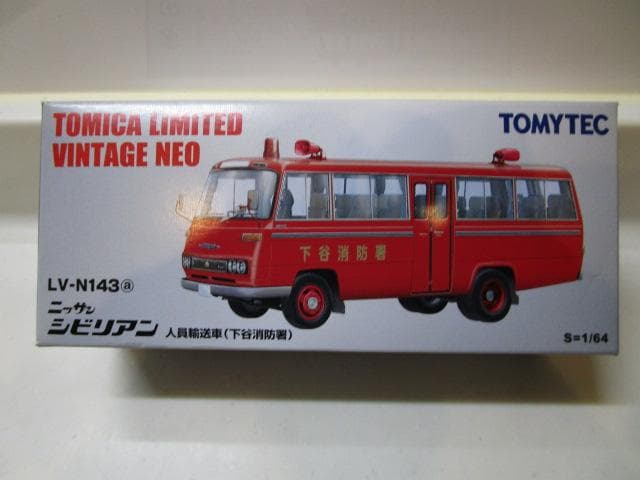 TOMICA LIMITED
VINTAGE NEO
TOMYTEC
下谷消防署
LV-N143ⓐ
ニッサン
シビリアン 人員輸送車(下谷消防署)
S=1/64